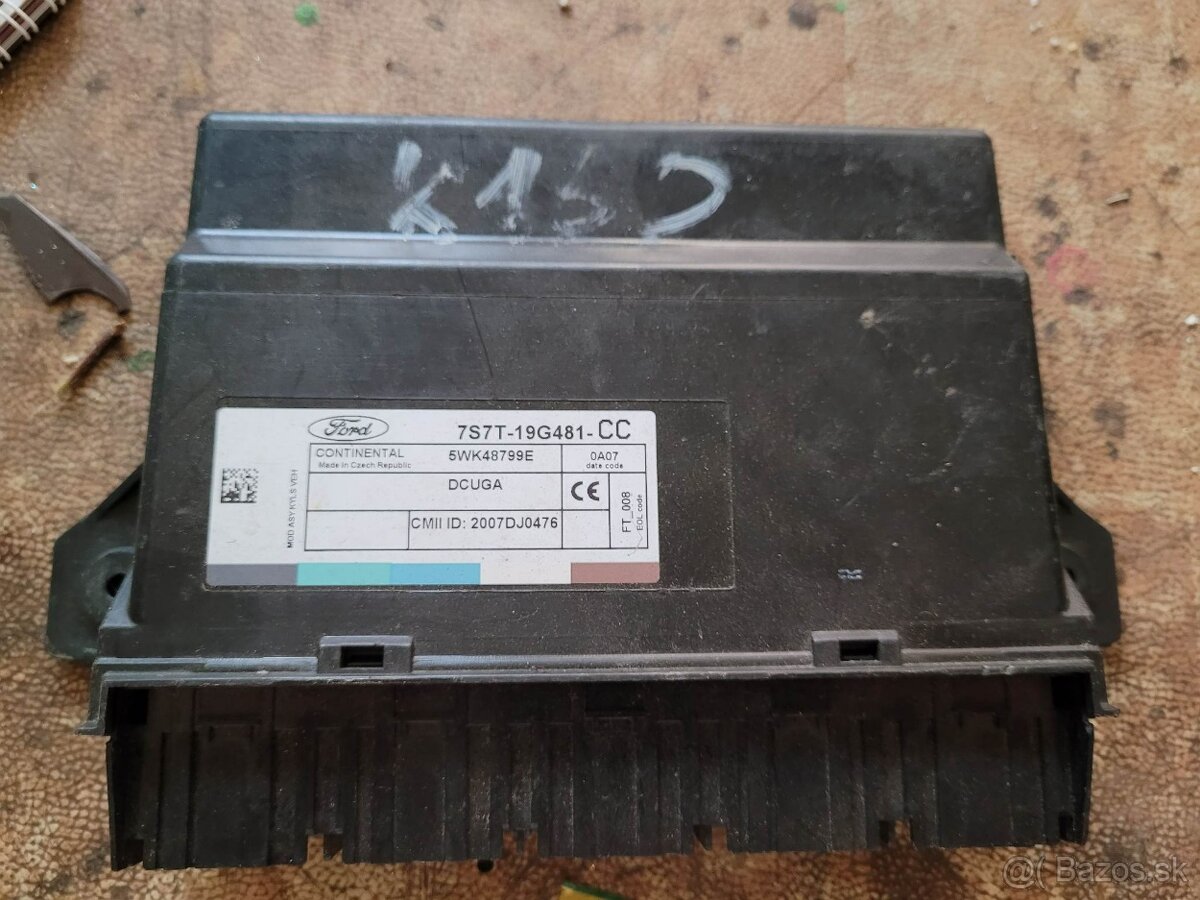 Ford
7S7T-19G481-CC
CONTINENTAL
Made in Czech Republic
5WK48799E
0A07
date code
DCUGA
CE
CMII ID: 2007DJ0476
FT_008
EOL code
MOD ASY KYLS VEH
@( Bazos.sk